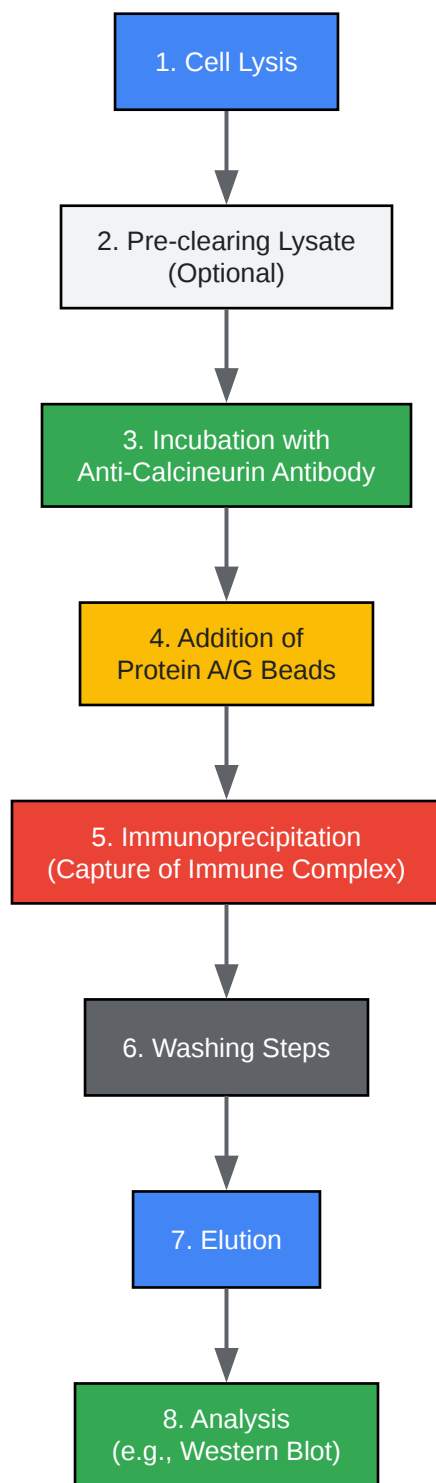 1. Cell Lysis
2. Pre-clearing Lysate
(Optional)
3. Incubation with
Anti-Calcineurin Antibody
4. Addition of
Protein A/G Beads
5. Immunoprecipitation
(Capture of Immune Complex)
6. Washing Steps
7. Elution
8. Analysis
(e.g., Western Blot)